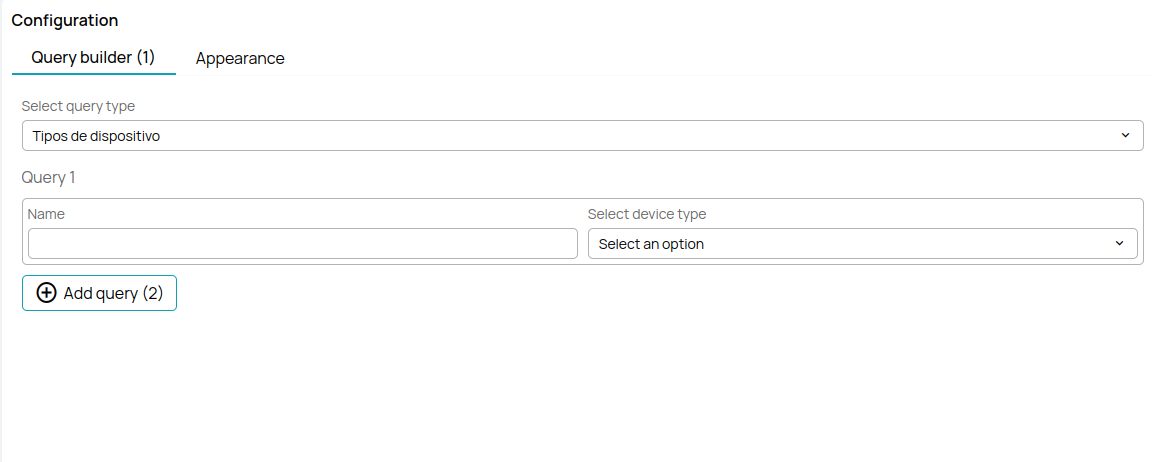 Configuration
Query builder (1) Appearance
Select query type
Tipos de dispositivo
Query 1
Name Select device type
Select an option
Add query (2)